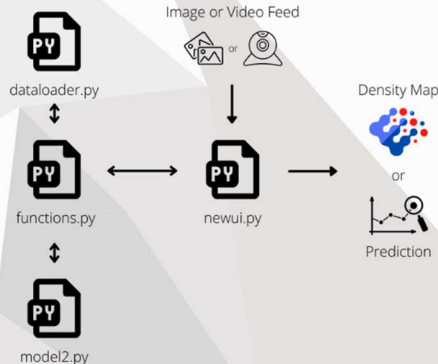 Image or Video Feed
or
PY
dataloader.py
Density Map
PY
functions.py
PY
newui.py
or
Prediction
PY
model2.py